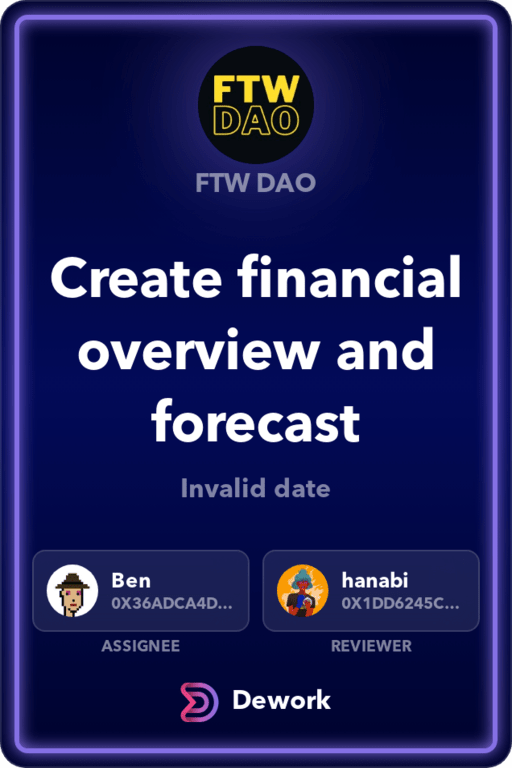 FTW
DAO
FTW DAO
Create financial
overview and
forecast
Invalid date
Ben
0X36ADCA4D...
ASSIGNEE
hanabi
0X1DD6245C...
REVIEWER
Dework